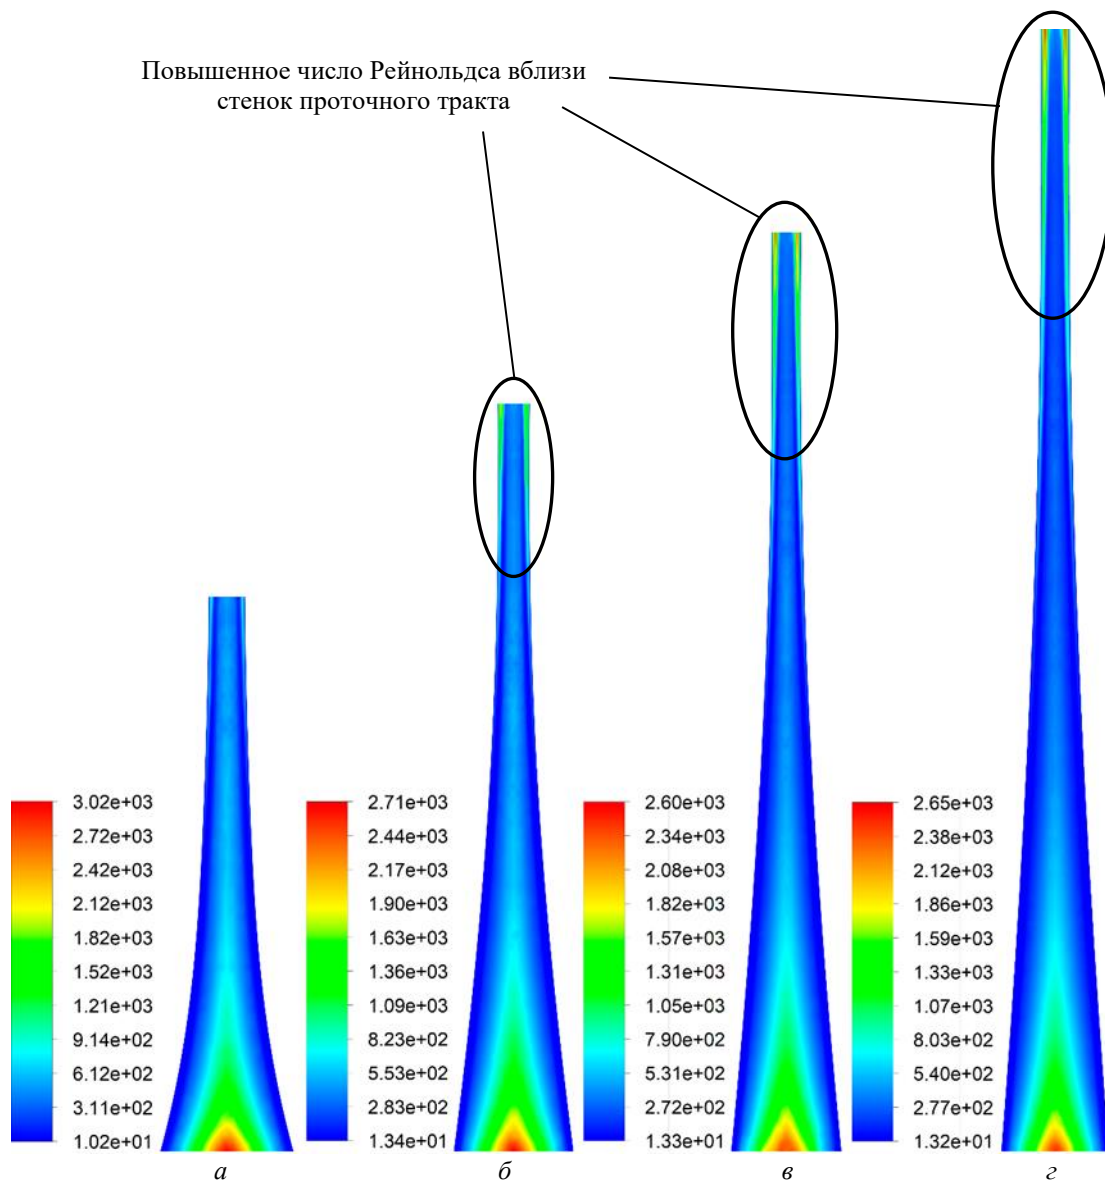 Повышенное число Рейнольдса вблизи
стенок проточного тракта
3.02e+03
2.72e+03
2.42e+03
2.12e+03
1.82e+03
1.52e+03
1.21e+03
9.14e+02
6.12e+02
3.11e+02
1.02e+01
2.71e+03
2.44e+03
2.17e+03
1.90e+03
1.63e+03
1.36e+03
1.09e+03
8.23e+02
5.53e+02
2.83e+02
1.34e+01
2.60e+03
2.34e+03
2.08e+03
1.82e+03
1.57e+03
1.31e+03
1.05e+03
7.90e+02
5.31e+02
2.72e+02
1.33e+01
2.65e+03
2.38e+03
2.12e+03
1.86e+03
1.59e+03
1.33e+03
1.07e+03
8.03e+02
5.40e+02
2.77e+02
1.32e+01
а
б
в
г